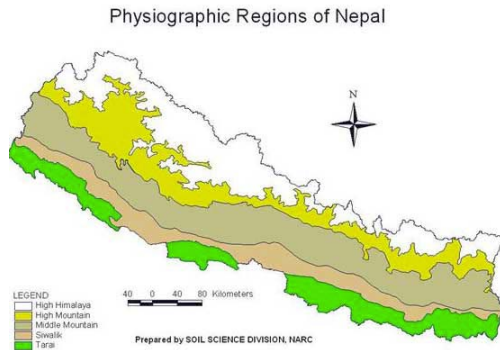 Physiographic Regions of Nepal
N
LEGEND
High Himalaya
High Mountain
Middle Mountain
Siwalik
Tarai
40 0 40 80 Kilometers
Prepared by SOIL SCIENCE DIVISION, NARC